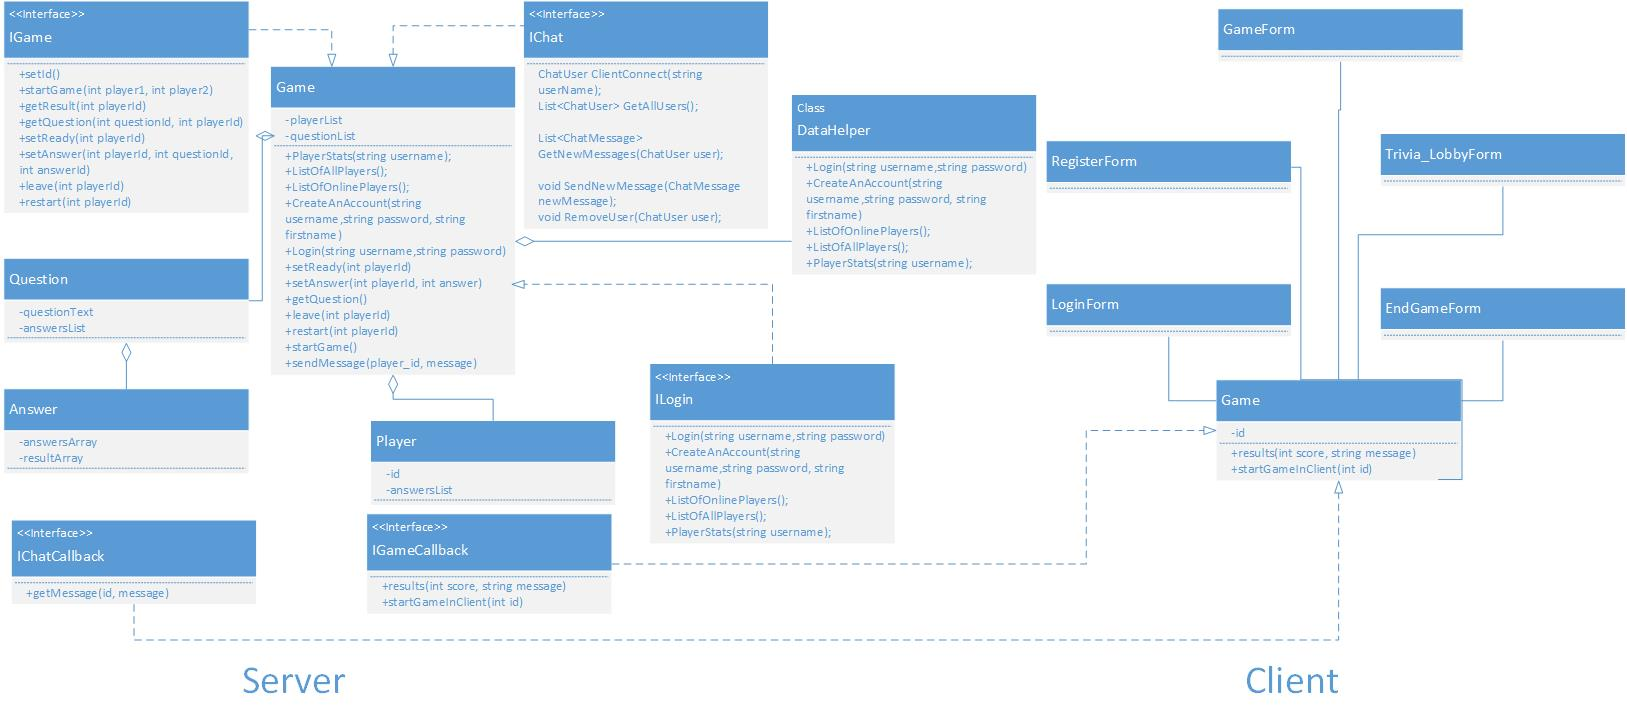 <<Interface>>
IGame
+setId()
+startGame(int player1, int player2)
+getResult(int playerId)
+getQuestion(int questionId, int playerId)
+setReady(int playerId)
+setAnswer(int playerId, int questionId,
int answerId)
+leave(int playerId)
+restart(int playerId)
Game
-playerList
-questionList
+PlayerStats(string username);
+ListOfAllPlayers();
+ListOfOnlinePlayers();
+CreateAnAccount(string
username,string password, string
firstname)
+Login(string username,string password)
+setReady(int playerId)
+setAnswer(int playerId, int answer)
+getQuestion()
+leave(int playerId)
+restart(int playerId)
+startGame()
+sendMessage(player_id, message)
<<Interface>>
IChat
ChatUser ClientConnect(string
userName);
List<ChatUser> GetAllUsers();
List<ChatMessage>
GetNewMessages(ChatUser user);
void SendNewMessage(ChatMessage
newMessage);
void RemoveUser(ChatUser user);
Class
DataHelper
+Login(string username,string password)
+CreateAnAccount(string
username,string password, string
firstname)
+ListOfOnlinePlayers();
+ListOfAllPlayers();
+PlayerStats(string username);
Question
-questionText
-answersList
Answer
-answersArray
-resultArray
Player
-id
-answersList
<<Interface>>
ILogin
+Login(string username,string password)
+CreateAnAccount(string
username,string password, string
firstname)
+ListOfOnlinePlayers();
+ListOfAllPlayers();
+PlayerStats(string username);
<<Interface>>
IChatCallback
+getMessage(id, message)
<<Interface>>
IGameCallback
+results(int score, string message)
+startGameInClient(int id)
Server
GameForm
RegisterForm
Trivia_LobbyForm
LoginForm
EndGameForm
Game
-id
+results(int score, string message)
+startGameInClient(int id)
Client